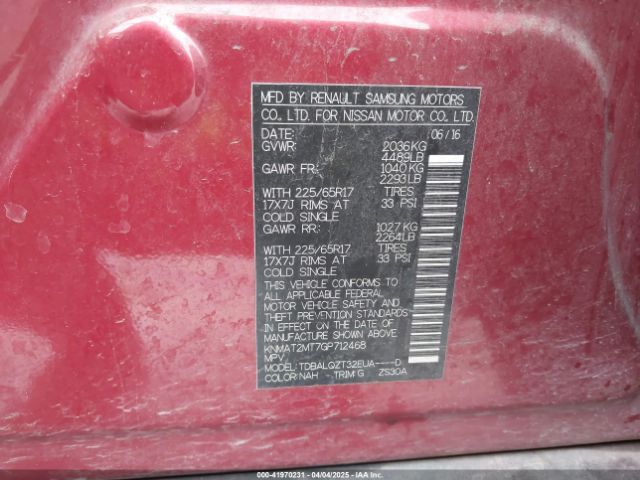 MFD BY RENAULT SAMSUNG MOTORS
CO., LTD. FOR NISSAN MOTOR CO., LTD.
DATE: 06/16
GVWR: 2036KG
4489LB
GAWR FR: 1040KG
2293LB
WITH 225/65R17 TIRES
17X7J RIMS AT 33 PSI
COLD SINGLE
GAWR RR: 1027KG
2264LB
WITH 225/65R17 TIRES
17X7J RIMS AT 33 PSI
COLD SINGLE
THIS VEHICLE CONFORMS TO
ALL APPLICABLE FEDERAL
MOTOR VEHICLE SAFETY AND
THEFT PREVENTION STANDARDS
IN EFFECT ON THE DATE OF
MANUFACTURE SHOWN ABOVE
KNMAT2MT7GP712468
MPV
MODEL: TDBALQZT32EUA----D
COLOR:NAH - TRIM:G ZS30A
000-41970231 - 04/04/2025 - IAAI.COM